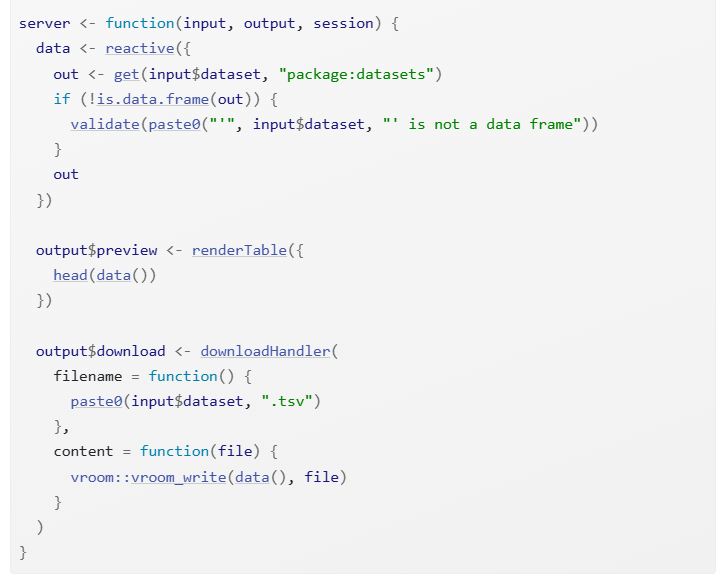 server <- function(input, output, session) {
  data <- reactive({
    out <- get(input$dataset, "package:datasets")
    if (!is.data.frame(out)) {
      validate(paste0("'", input$dataset, "' is not a data frame"))
    }
    out
  })

  output$preview <- renderTable({
    head(data())
  })

  output$download <- downloadHandler(
    filename = function() {
      paste0(input$dataset, ".tsv")
    },
    content = function(file) {
      vroom::vroom_write(data(), file)
    }
  )
}